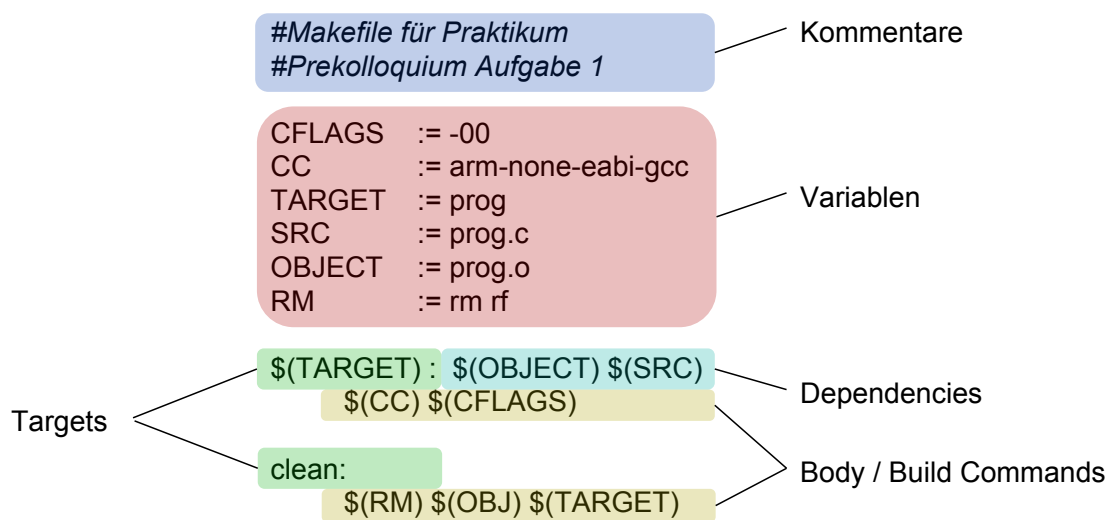 #Makefile für Praktikum
#Prekolloquium Aufgabe 1
Kommentare
CFLAGS := -00
CC := arm-none-eabi-gcc
TARGET := prog
SRC := prog.c
OBJECT := prog.o
RM := rm rf
Variablen
$(TARGET) : $(OBJECT) $(SRC)
$(CC) $(CFLAGS)
Dependencies
Targets
clean:
$(RM) $(OBJ) $(TARGET)
Body / Build Commands